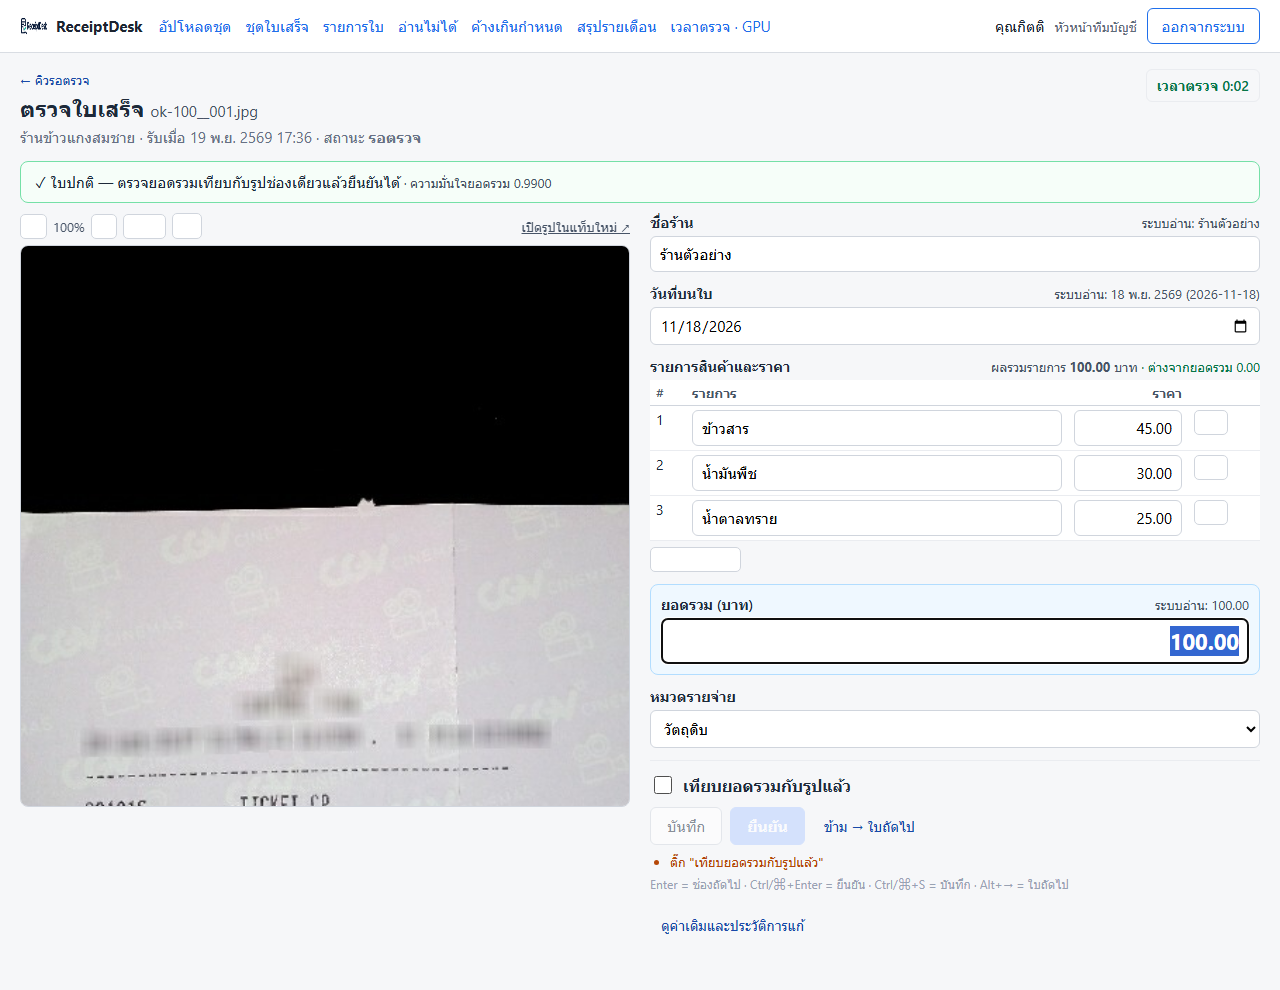 ReceiptDesk
อัปโหลดชุด
ชุดใบเสร็จ
รายการใบ
อ่านไม่ได้
ค้างเกินกำหนด
สรุปรายเดือน
เวลาตรวจ · GPU
คุณกิตติ หัวหน้าทีมบัญชี
ออกจากระบบ
← คิวรอตรวจ
เวลาตรวจ 0:02
ตรวจใบเสร็จ ok-100__001.jpg
ร้านข้าวแกงสมชาย · รับเมื่อ 19 พ.ย. 2569 17:36 · สถานะ รอตรวจ
✓ ใบปกติ — ตรวจยอดรวมเทียบกับรูปช่องเดียวแล้วยืนยันได้ · ความมั่นใจยอดรวม 0.9900
100%
เปิดรูปในแท็บใหม่ ↗
CGV CINEMAS
TICKET CP
ชื่อร้าน
ระบบอ่าน: ร้านตัวอย่าง
ร้านตัวอย่าง
วันที่บนใบ
ระบบอ่าน: 18 พ.ย. 2569 (2026-11-18)
11/18/2026
รายการสินค้าและราคา
ผลรวมรายการ 100.00 บาท · ต่างจากยอดรวม 0.00
# รายการ ราคา
1 ข้าวสาร 45.00
2 น้ำมันพืช 30.00
3 น้ำตาลทราย 25.00
ยอดรวม (บาท)
ระบบอ่าน: 100.00
100.00
หมวดรายจ่าย
วัตถุดิบ
เทียบยอดรวมกับรูปแล้ว
บันทึก
ยืนยัน
ข้าม → ใบถัดไป
• ติ๊ก "เทียบยอดรวมกับรูปแล้ว"
Enter = ช่องถัดไป · Ctrl/⌘+Enter = ยืนยัน · Ctrl/⌘+S = บันทึก · Alt+→ = ใบถัดไป
ดูค่าเดิมและประวัติการแก้